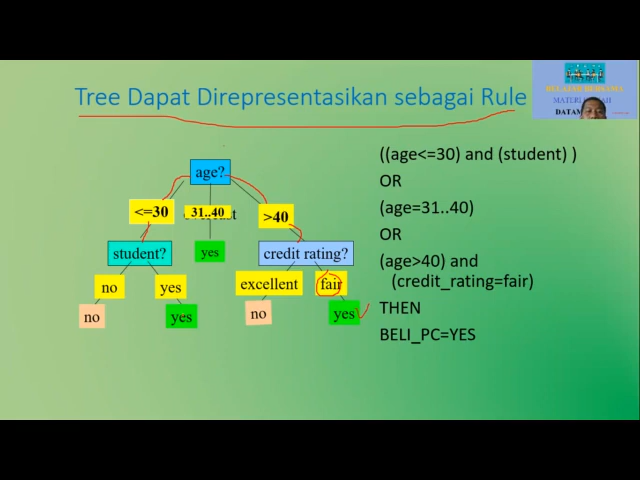 Tree Dapat Direpresentasikan sebagai Rule
BELAJAR BERSAMA
age?
<=30
31..40
>40
student?
yes
credit rating?
no
yes
excellent
fair
no
yes
no
yes
((age<=30) and (student) )
OR
(age=31..40)
OR
(age>40) and
(credit_rating=fair)
THEN
BELI_PC=YES